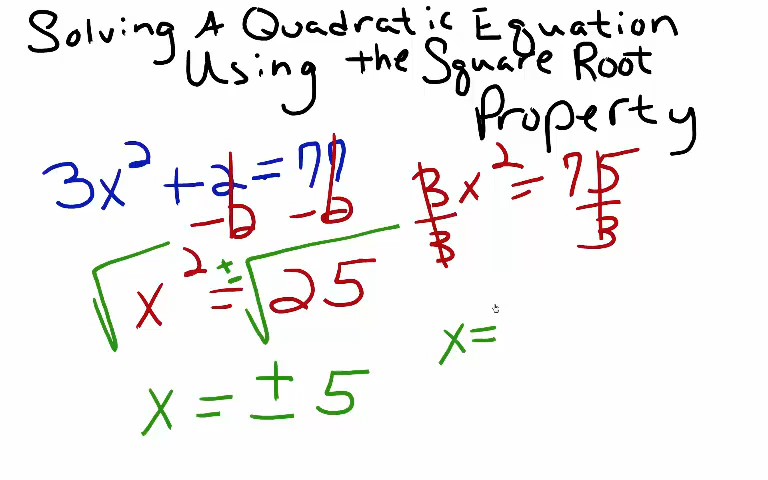 Solving A Quadratic Equation
Using the Square Root
Property
3x² + 2 = 77
-2 -2
3x² = 75
3 3
√x² = ±√25
x = ± 5
x =